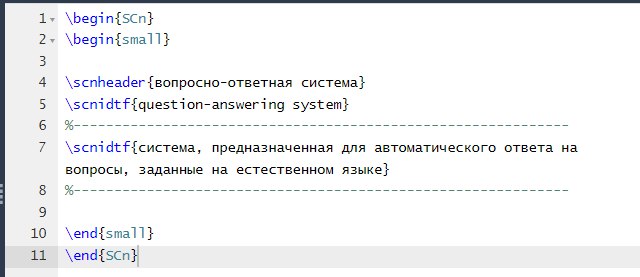 1 \begin{SCn}
2 \begin{small}
3
4 \scnheader{вопросно-ответная система}
5 \scnidtf{question-answering system}
6 %-------------------------------------------------------------
7 \scnidtf{система, предназначенная для автоматического ответа на
вопросы, заданные на естественном языке}
8 %-------------------------------------------------------------
9
10 \end{small}
11 \end{SCn}